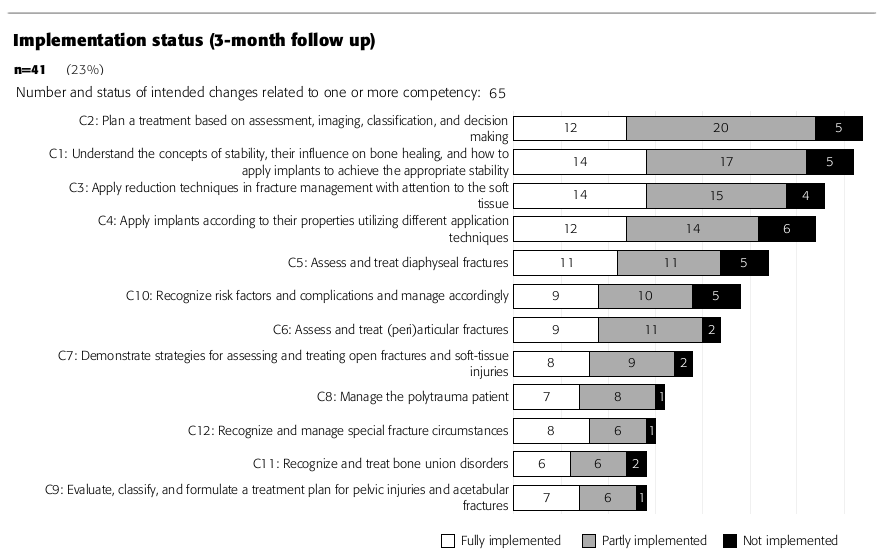 Implementation status (3-month follow up)
n=41 (23%)
Number and status of intended changes related to one or more competency: 65
C2: Plan a treatment based on assessment, imaging, classification, and decision
making
12 20 5
C1: Understand the concepts of stability, their influence on bone healing, and how to
apply implants to achieve the appropriate stability
14 17 5
C3: Apply reduction techniques in fracture management with attention to the soft
tissue
14 15 4
C4: Apply implants according to their properties utilizing different application
techniques
12 14 6
C5: Assess and treat diaphyseal fractures 11 11 5
C10: Recognize risk factors and complications and manage accordingly 9 10 5
C6: Assess and treat (peri)articular fractures 9 11 2
C7: Demonstrate strategies for assessing and treating open fractures and soft-tissue
injuries
8 9 2
C8: Manage the polytrauma patient 7 8 1
C12: Recognize and manage special fracture circumstances 8 6 1
C11: Recognize and treat bone union disorders 6 6 2
C9: Evaluate, classify, and formulate a treatment plan for pelvic injuries and acetabular
fractures
7 6 1
Fully implemented Partly implemented Not implemented